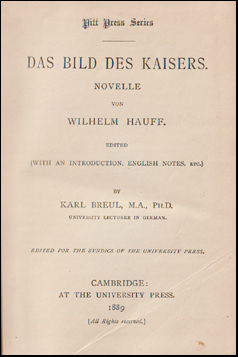 Pitt Press Series
DAS BILD DES KAISERS.
NOVELLE
VON
WILHELM HAUFF.
EDITED
(WITH AN INTRODUCTION, ENGLISH NOTES, ETC.)
BY
KARL BREUL, M.A., PH.D.
UNIVERSITY LECTURER IN GERMAN.
EDITED FOR THE SYNDICS OF THE UNIVERSITY PRESS.
CAMBRIDGE:
AT THE UNIVERSITY PRESS.
1889
[All Rights reserved.]